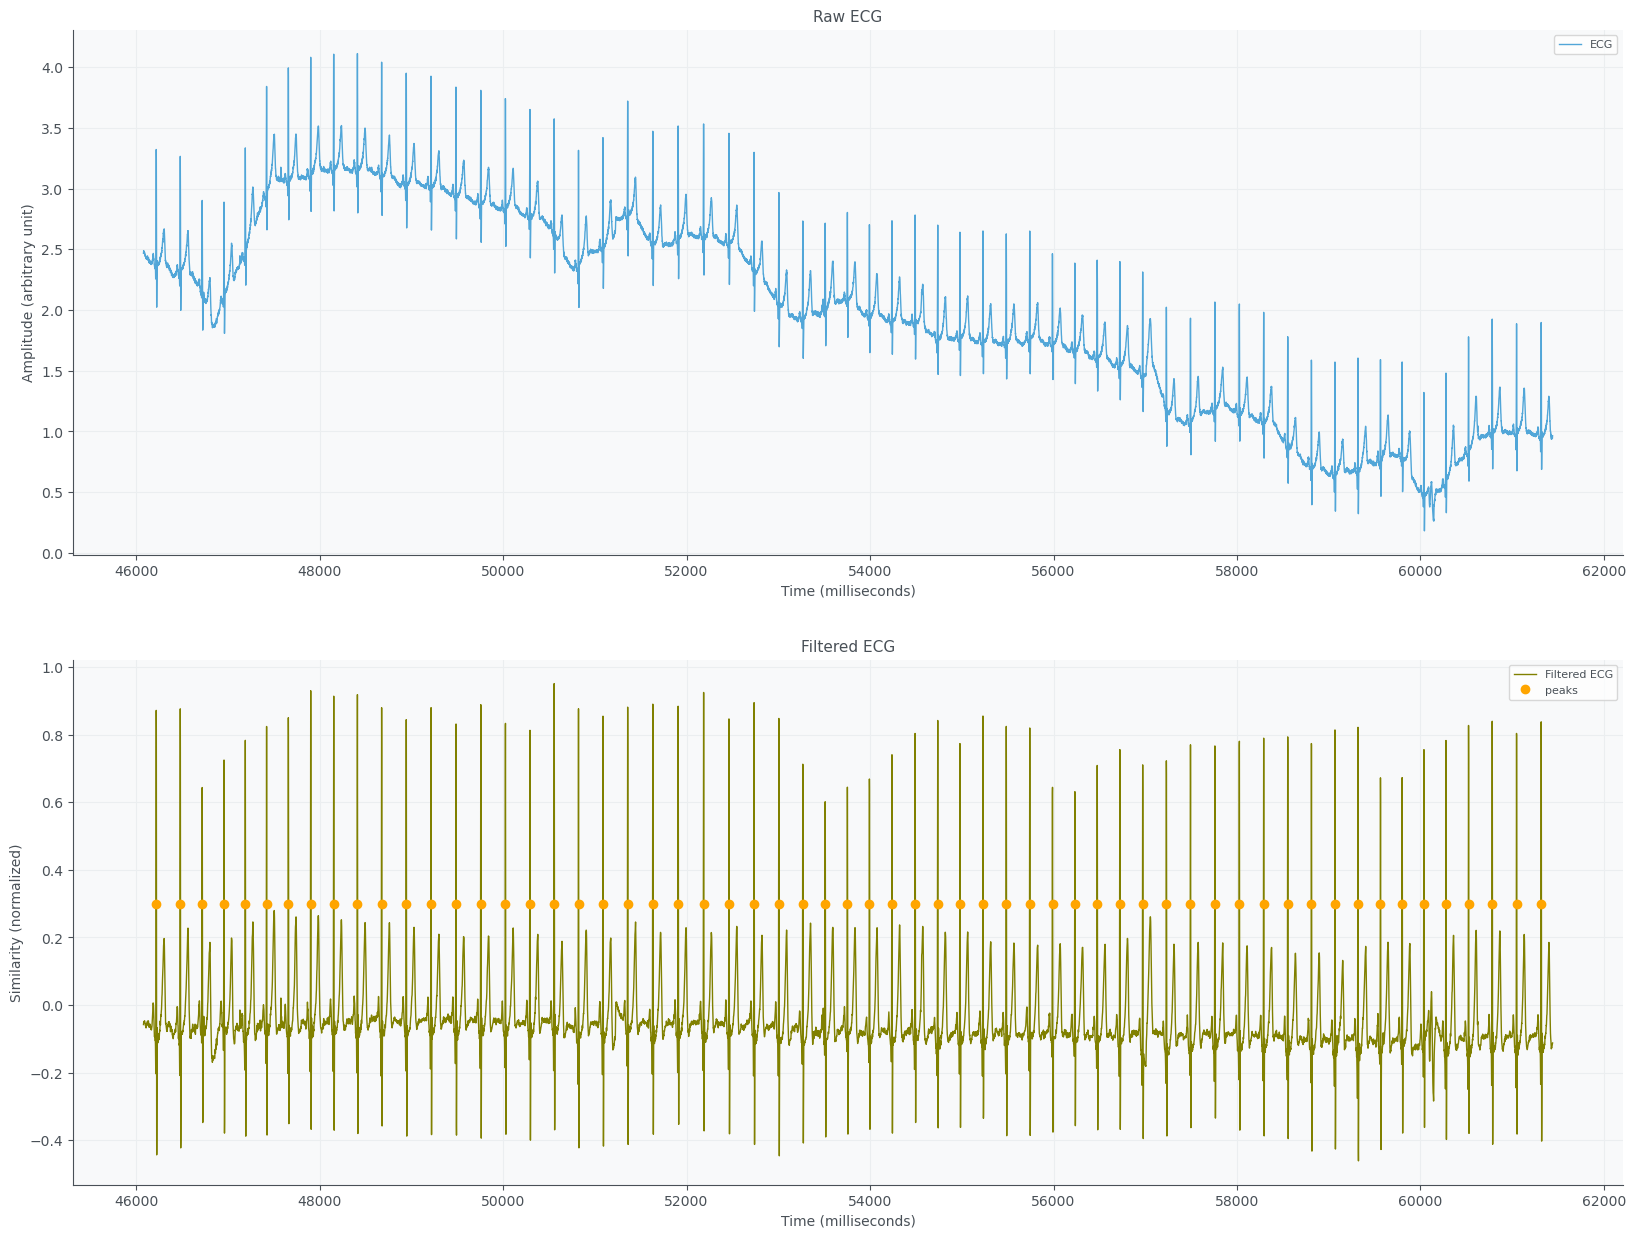 Raw ECG
ECG
4.0
3.5
3.0
2.5
2.0
1.5
1.0
0.5
0.0
Amplitude (arbitrary unit)
46000 48000 50000 52000 54000 56000 58000 60000 62000
Time (milliseconds)
Filtered ECG
Filtered ECG
peaks
1.0
0.8
0.6
0.4
0.2
0.0
−0.2
−0.4
Similarity (normalized)
46000 48000 50000 52000 54000 56000 58000 60000 62000
Time (milliseconds)